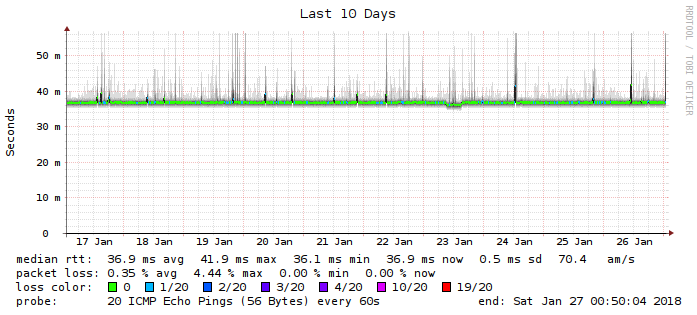 Last 10 Days
RRDTOOL / TOBI OETIKER
Seconds
50 m
40 m
30 m
20 m
10 m
0
17 Jan 18 Jan 19 Jan 20 Jan 21 Jan 22 Jan 23 Jan 24 Jan 25 Jan 26 Jan
median rtt: 36.9 ms avg 41.9 ms max 36.1 ms min 36.9 ms now 0.5 ms sd 70.4 am/s
packet loss: 0.35 % avg 4.44 % max 0.00 % min 0.00 % now
loss color: 0 1/20 2/20 3/20 4/20 10/20 19/20
probe: 20 ICMP Echo Pings (56 Bytes) every 60s end: Sat Jan 27 00:50:04 2018